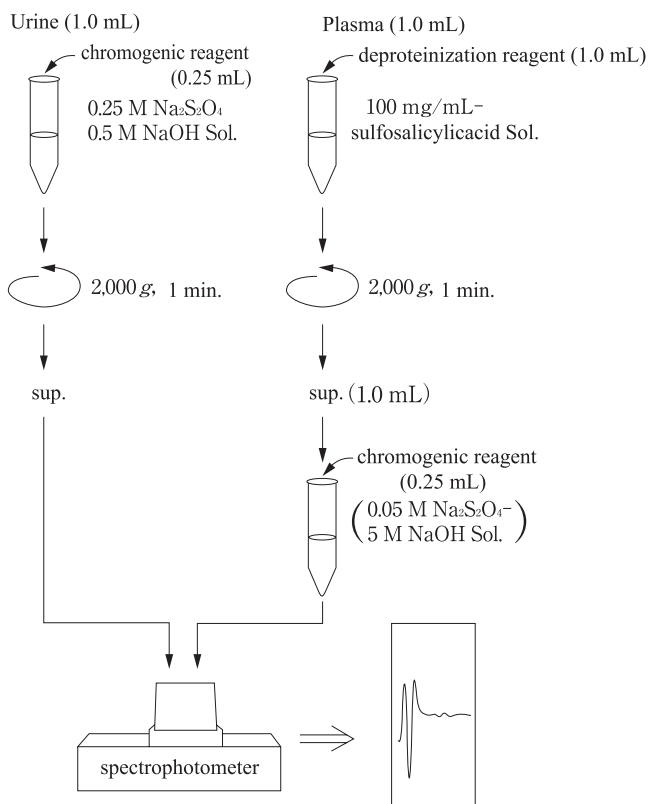 Urine (1.0 mL)
chromogenic reagent
(0.25 mL)
0.25 M Na₂S₂O₄
0.5 M NaOH Sol.
2,000 g, 1 min.
sup.
Plasma (1.0 mL)
deproteinization reagent (1.0 mL)
100 mg/mL-
sulfosalicylicacid Sol.
2,000 g, 1 min.
sup. (1.0 mL)
chromogenic reagent
(0.25 mL)
(0.05 M Na₂S₂O₄-
5 M NaOH Sol.)
spectrophotometer